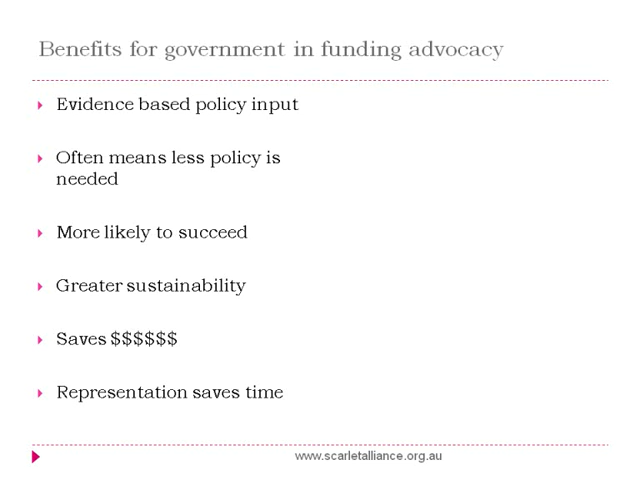 Benefits for government in funding advocacy
Evidence based policy input
Often means less policy is
needed
More likely to succeed
Greater sustainability
Saves $$$$$$
Representation saves time
www.scarletalliance.org.au